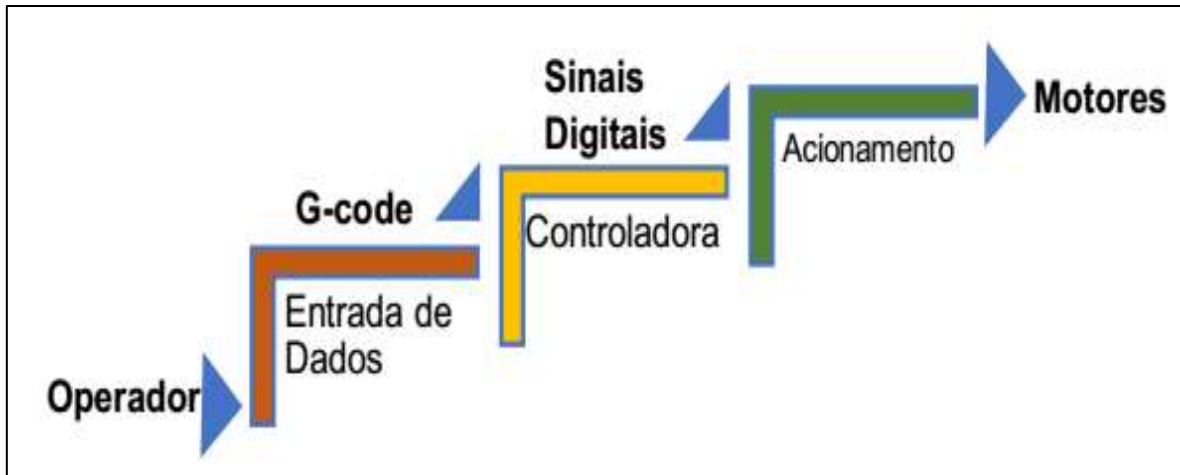 Operador
Entrada de
Dados
G-code
Controladora
Sinais
Digitais
Acionamento
Motores